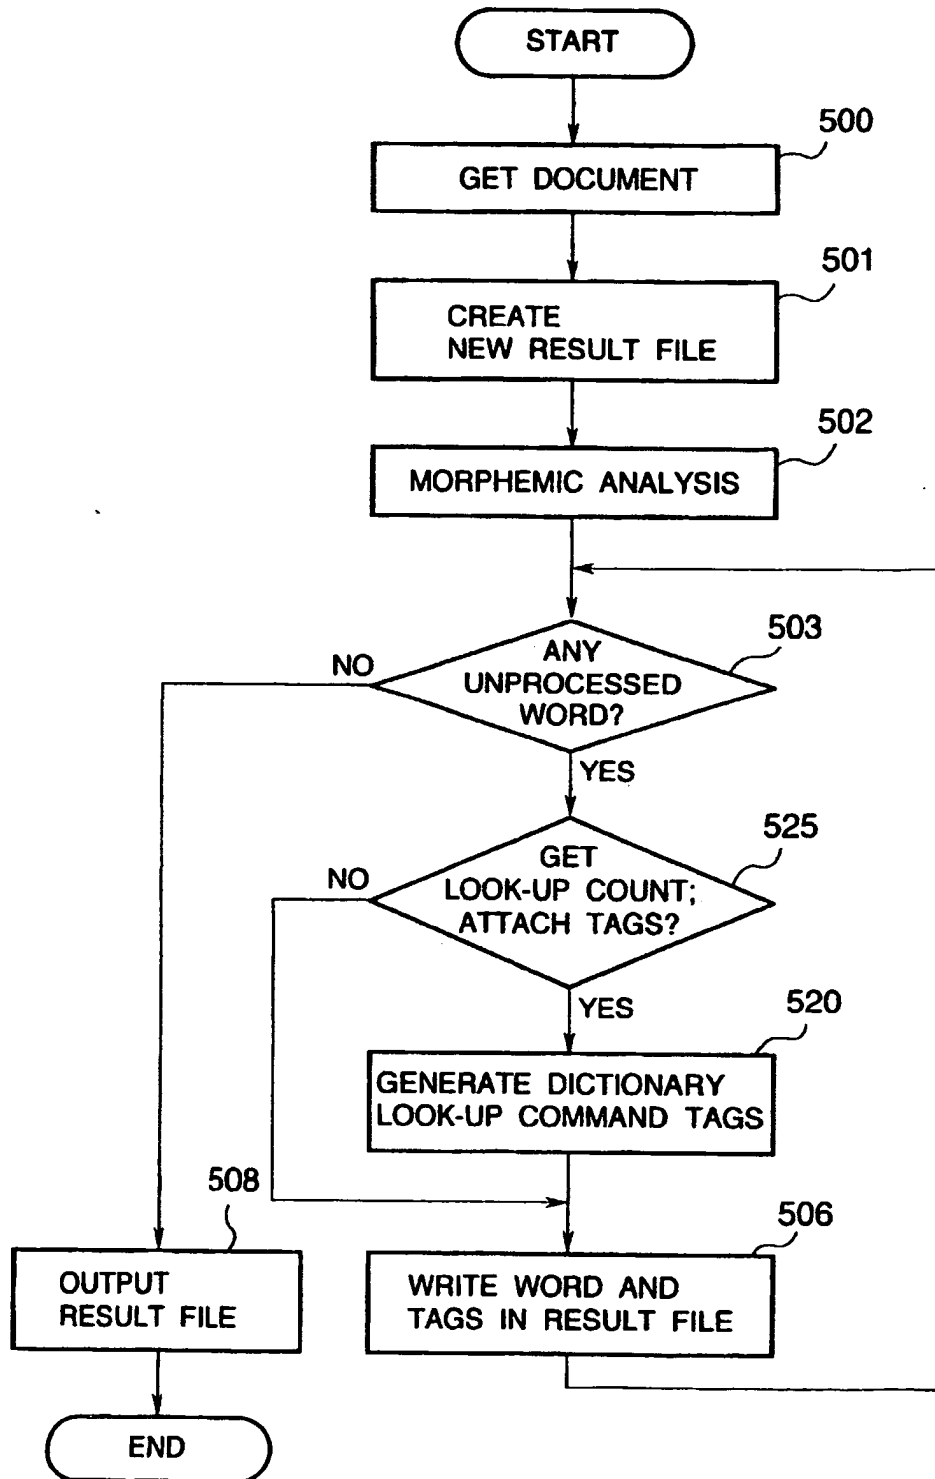 START
500
GET DOCUMENT
501
CREATE
NEW RESULT FILE
502
MORPHEMIC ANALYSIS
503
NO
ANY
UNPROCESSED
WORD?
YES
525
NO
GET
LOOK-UP COUNT;
ATTACH TAGS?
YES
520
GENERATE DICTIONARY
LOOK-UP COMMAND TAGS
508
506
OUTPUT
RESULT FILE
WRITE WORD AND
TAGS IN RESULT FILE
END